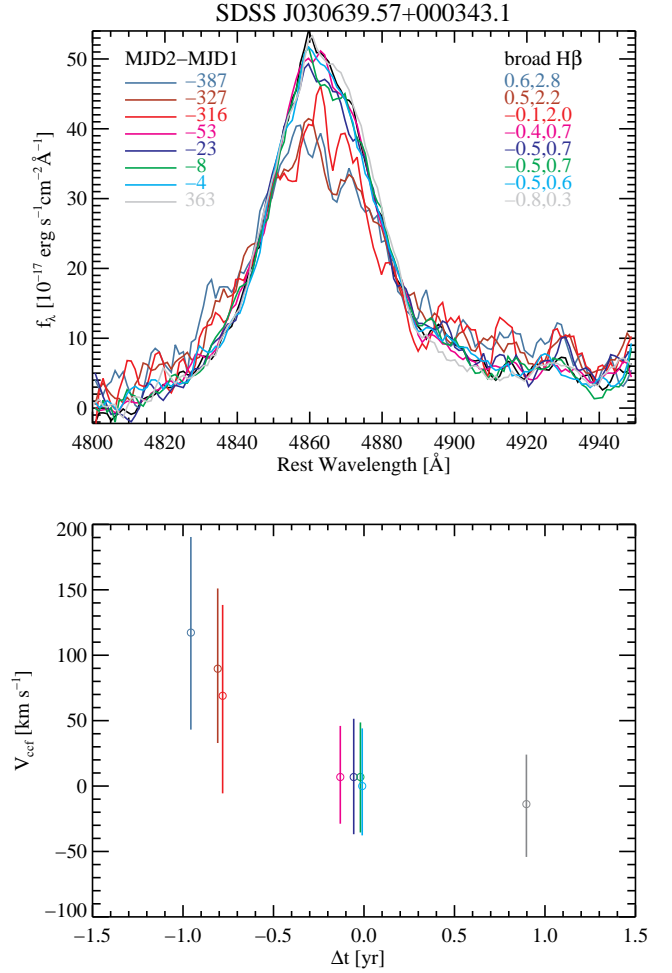 SDSS J030639.57+000343.1
MJD2−MJD1 broad Hβ
−387 0.6,2.8
−327 0.5,2.2
−316 −0.1,2.0
−53 −0.4,0.7
−23 −0.5,0.7
−8 −0.5,0.7
−4 −0.5,0.6
363 −0.8,0.3
50
40
30
20
10
0
f_λ [10⁻¹⁷ erg s⁻¹cm⁻²Å⁻¹]
4800 4820 4840 4860 4880 4900 4920 4940
Rest Wavelength [Å]
200
150
100
50
0
−50
−100
V_ccf [km s⁻¹]
−1.5 −1.0 −0.5 0.0 0.5 1.0 1.5
Δt [yr]